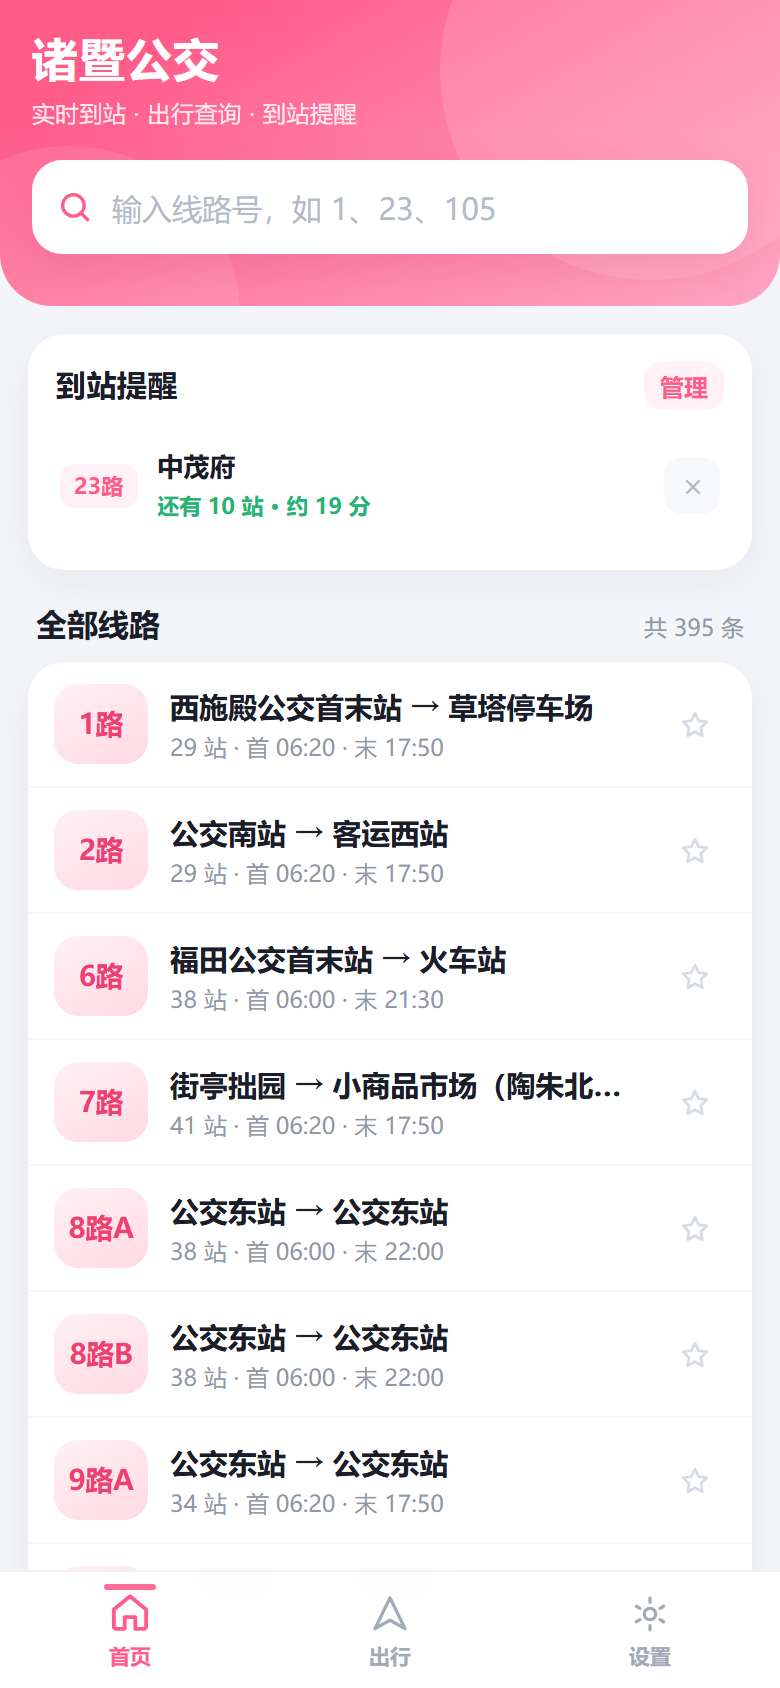 诸暨公交
实时到站 · 出行查询 · 到站提醒
输入线路号，如 1、23、105
到站提醒
管理
23路
中茂府
还有 10 站 • 约 19 分
×
全部线路
共 395 条
1路
西施殿公交首末站 → 草塔停车场
29 站 · 首 06:20 · 末 17:50
2路
公交南站 → 客运西站
29 站 · 首 06:20 · 末 17:50
6路
福田公交首末站 → 火车站
38 站 · 首 06:00 · 末 21:30
7路
街亭拙园 → 小商品市场（陶朱北...
41 站 · 首 06:20 · 末 17:50
8路A
公交东站 → 公交东站
38 站 · 首 06:00 · 末 22:00
8路B
公交东站 → 公交东站
38 站 · 首 06:00 · 末 22:00
9路A
公交东站 → 公交东站
34 站 · 首 06:20 · 末 17:50
首页
出行
设置